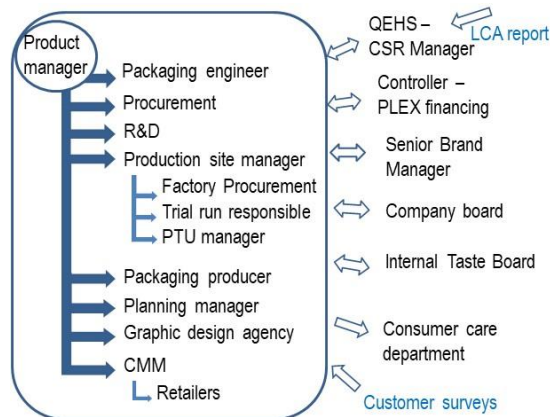 Product
manager
Packaging engineer
Procurement
R&D
Production site manager
Factory Procurement
Trial run responsible
PTU manager
Packaging producer
Planning manager
Graphic design agency
CMM
Retailers
QEHS –
CSR Manager
LCA report
Controller –
PLEX financing
Senior Brand
Manager
Company board
Internal Taste Board
Consumer care
department
Customer surveys